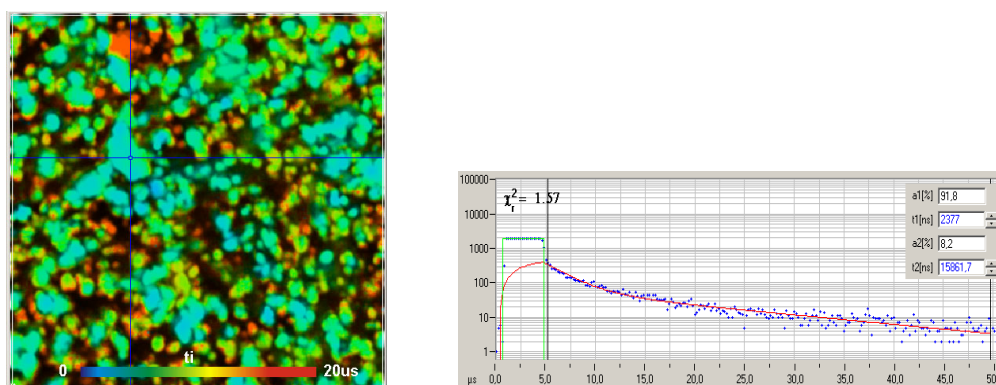 ti
0 20us
100000
10000
1000
100
10
1
χ²r = 1.57
a1[%] 91,8
t1[ns] 2377
a2[%] 8,2
t2[ns] 15861,7
µs 0,0 5,0 10,0 15,0 20,0 25,0 30,0 35,0 40,0 45,0 50